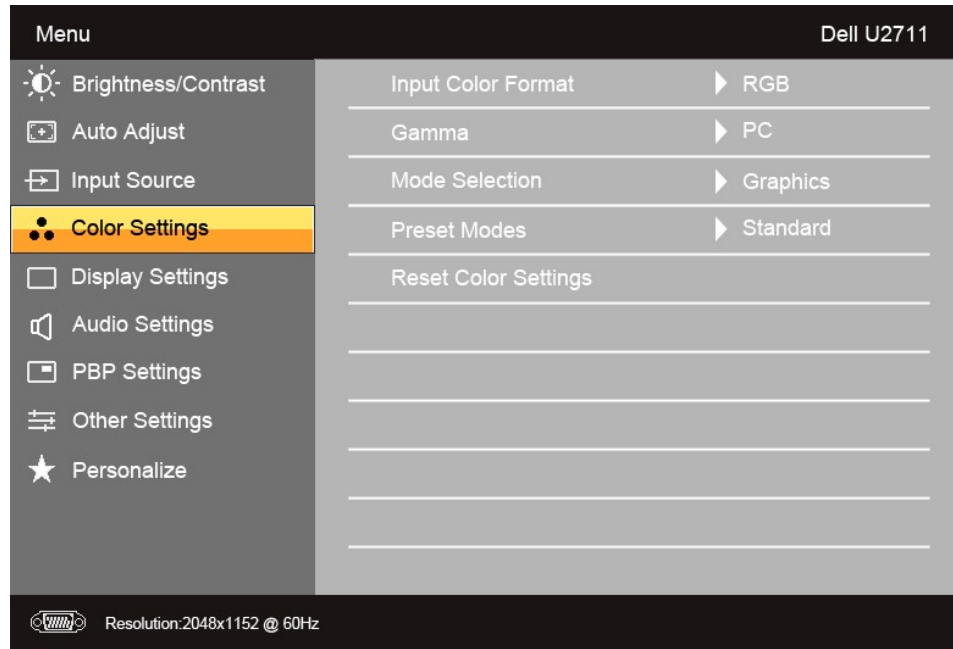 Menu Dell U2711
Brightness/Contrast
Auto Adjust
Input Source
Color Settings
Display Settings
Audio Settings
PBP Settings
Other Settings
Personalize
Input Color Format RGB
Gamma PC
Mode Selection Graphics
Preset Modes Standard
Reset Color Settings
Resolution:2048x1152 @ 60Hz